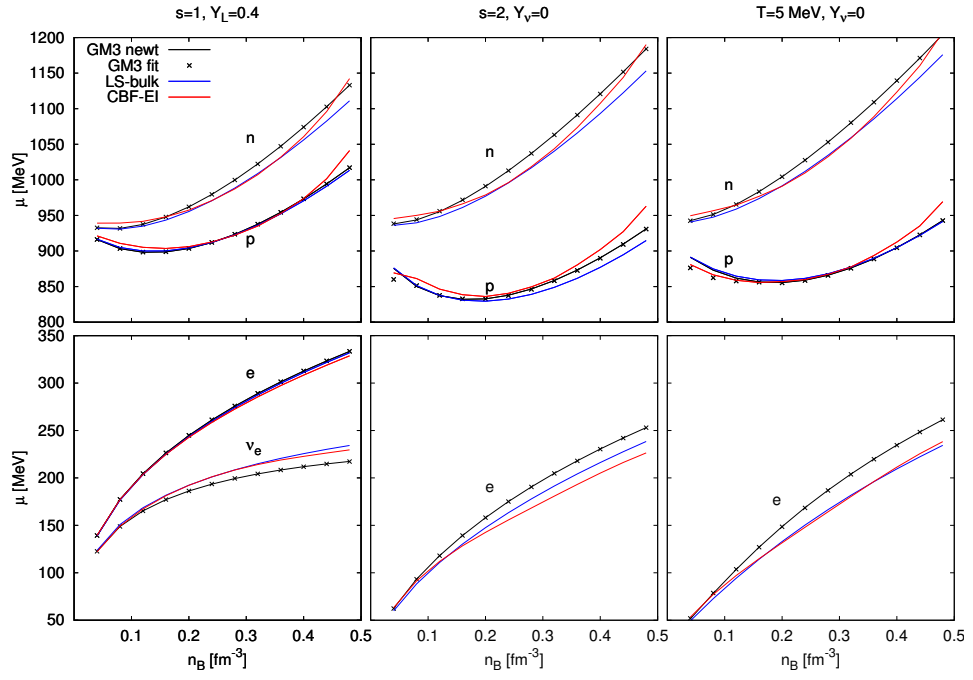 s=1, Y_L=0.4 s=2, Y_ν=0 T=5 MeV, Y_ν=0
1200
1150
1100
1050
1000
950
900
850
800
μ [MeV]
GM3 newt
GM3 fit
LS-bulk
CBF-EI
n
p
n
p
n
p
350
300
250
200
150
100
50
μ [MeV]
e
ν_e
e
e
0.1 0.2 0.3 0.4 0.5 0.1 0.2 0.3 0.4 0.5 0.1 0.2 0.3 0.4 0.5
n_B [fm⁻³] n_B [fm⁻³] n_B [fm⁻³]